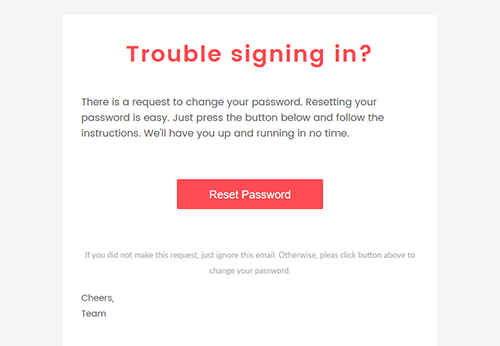 Trouble signing in?
There is a request to change your password. Resetting your
password is easy. Just press the button below and follow the
instructions. We'll have you up and running in no time.
Reset Password
If you did not make this request, just ignore this email. Otherwise, pleas click button above to
change your password.
Cheers,
Team